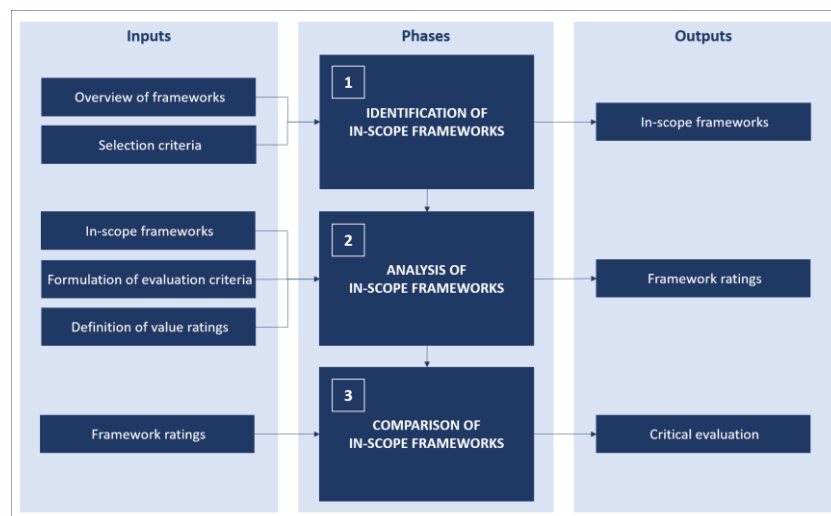 Inputs
Phases
Outputs
Overview of frameworks
Selection criteria
1
IDENTIFICATION OF
IN-SCOPE FRAMEWORKS
In-scope frameworks
In-scope frameworks
Formulation of evaluation criteria
Definition of value ratings
2
ANALYSIS OF
IN-SCOPE FRAMEWORKS
Framework ratings
Framework ratings
3
COMPARISON OF
IN-SCOPE FRAMEWORKS
Critical evaluation